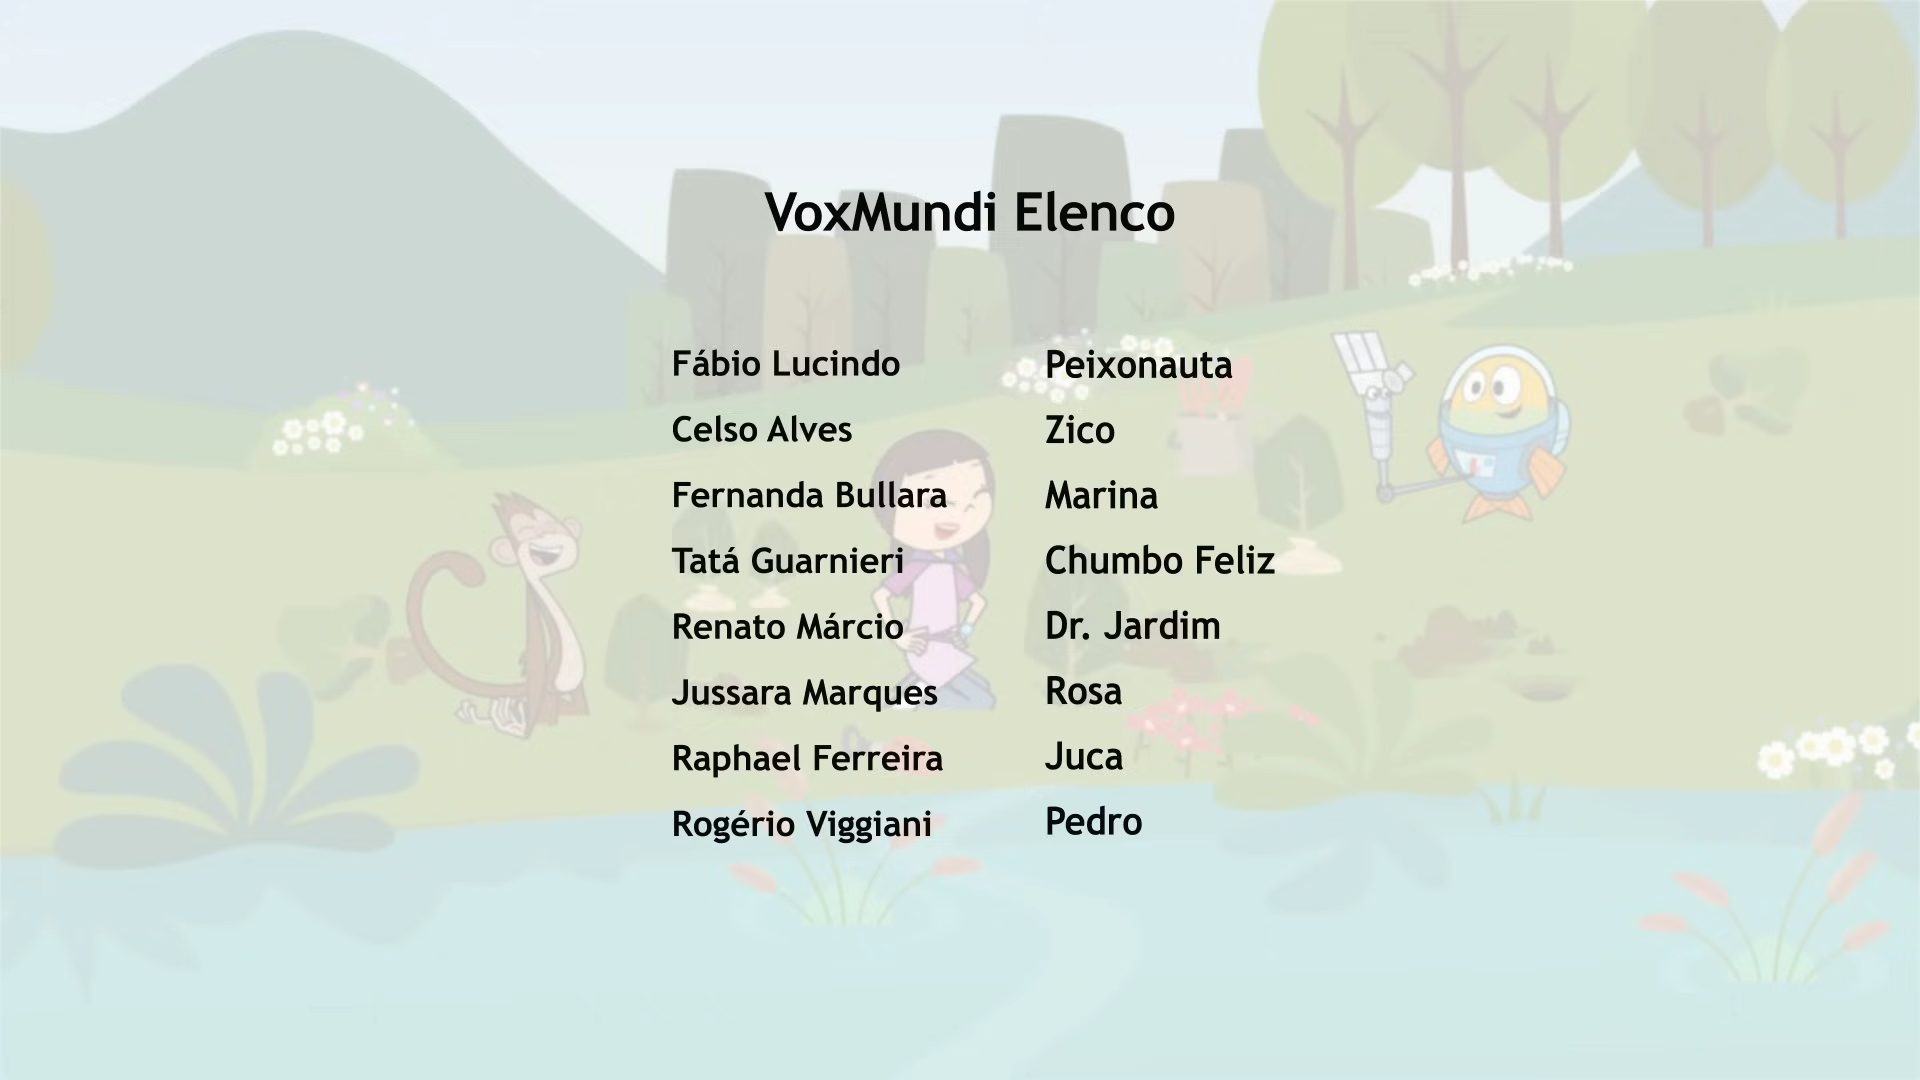 VoxMundi Elenco
Fábio Lucindo Peixonauta
Celso Alves Zico
Fernanda Bullara Marina
Tatá Guarnieri Chumbo Feliz
Renato Márcio Dr. Jardim
Jussara Marques Rosa
Raphael Ferreira Juca
Rogério Viggiani Pedro